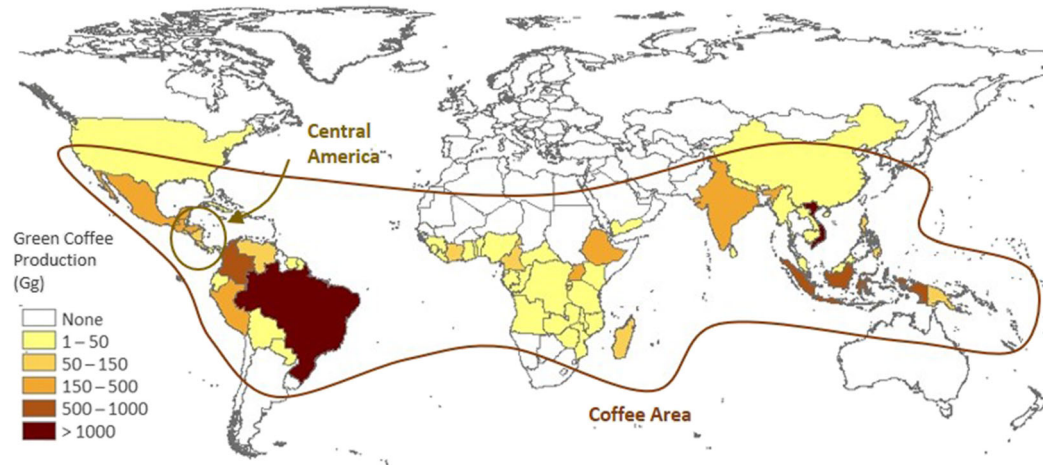 Central
America
Green Coffee
Production
(Gg)
None
1 – 50
50 – 150
150 – 500
500 – 1000
> 1000
Coffee Area